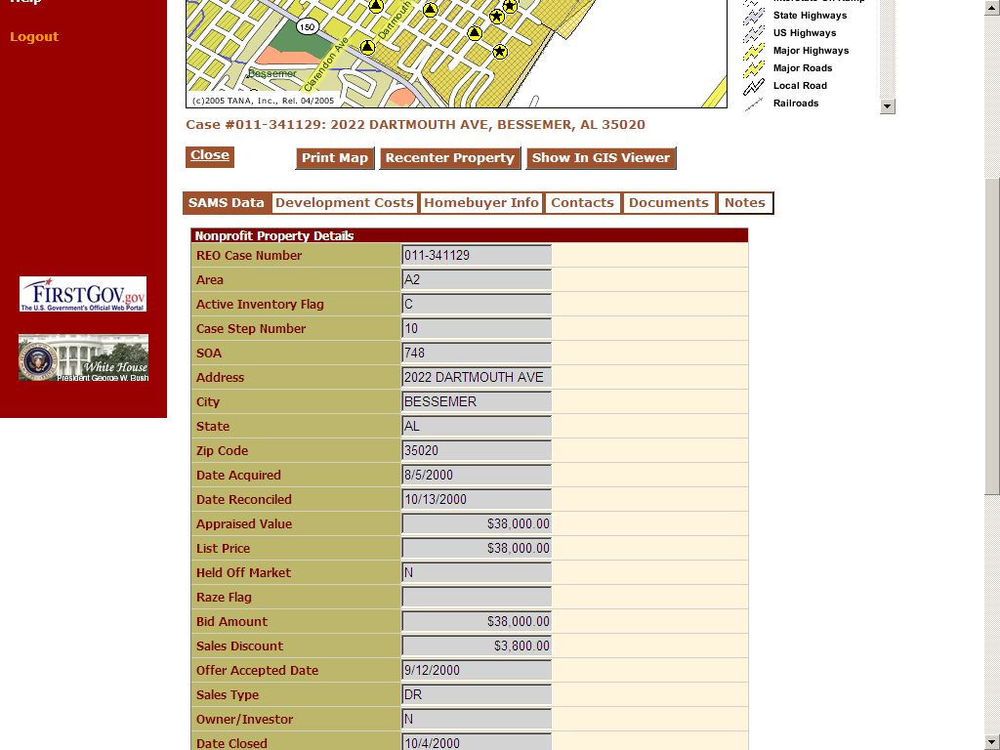 Help
Logout
150
Dartmouth
Clarendon Ave
Bessemer
(c)2005 TANA, Inc., Rel. 04/2005
State Highways
US Highways
Major Highways
Major Roads
Local Road
Railroads
Case #011-341129: 2022 DARTMOUTH AVE, BESSEMER, AL 35020
Close Print Map Recenter Property Show In GIS Viewer
SAMS Data Development Costs Homebuyer Info Contacts Documents Notes
Nonprofit Property Details
REO Case Number 011-341129
Area A2
Active Inventory Flag C
Case Step Number 10
SOA 748
Address 2022 DARTMOUTH AVE
City BESSEMER
State AL
Zip Code 35020
Date Acquired 8/5/2000
Date Reconciled 10/13/2000
Appraised Value $38,000.00
List Price $38,000.00
Held Off Market N
Raze Flag
Bid Amount $38,000.00
Sales Discount $3,800.00
Offer Accepted Date 9/12/2000
Sales Type DR
Owner/Investor N
Date Closed 10/4/2000
FIRSTGOV.gov
The U.S. Government's Official Web Portal
White House
President George W. Bush